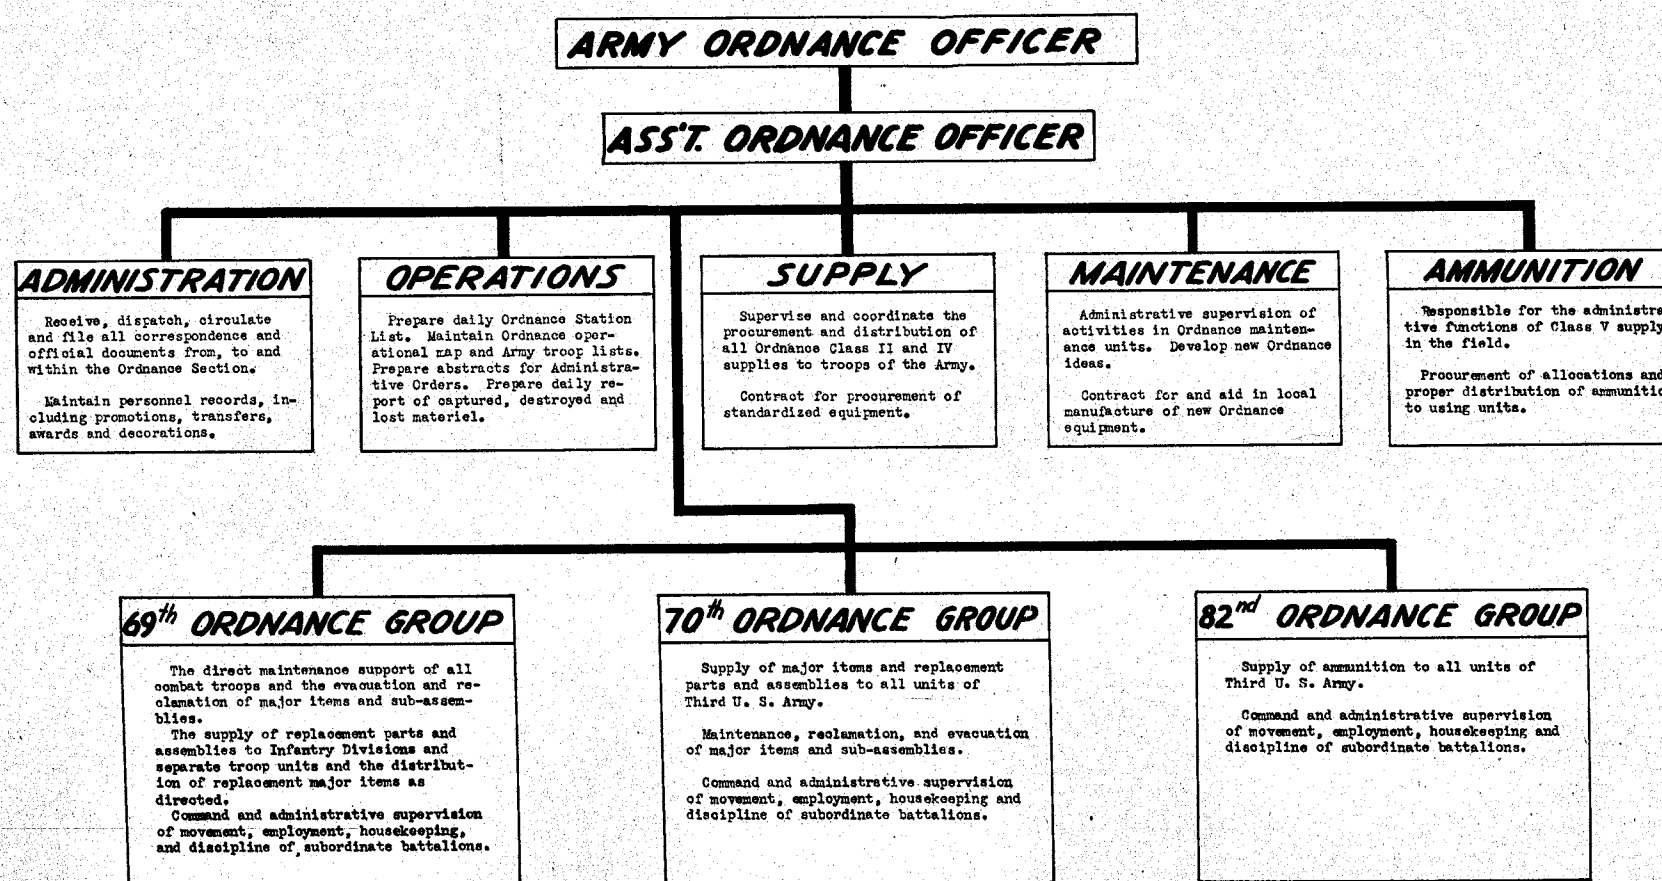 ARMY ORDNANCE OFFICER
ASS'T. ORDNANCE OFFICER
ADMINISTRATION
Receive, dispatch, circulate
and file all correspondence and
official documents from, to and
within the Ordnance Section.
Maintain personnel records, in-
cluding promotions, transfers,
awards and decorations.
OPERATIONS
Prepare daily Ordnance Station
List. Maintain Ordnance oper-
ational map and Army troop lists.
Prepare abstracts for Administra-
tive Orders. Prepare daily re-
port of captured, destroyed and
lost materiel.
SUPPLY
Supervise and coordinate the
procurement and distribution of
all Ordnance Class II and IV
supplies to troops of the Army.
Contract for procurement of
standardized equipment.
MAINTENANCE
Administrative supervision of
activities in Ordnance mainten-
ance units. Develop new Ordnance
ideas.
Contract for and aid in local
manufacture of new Ordnance
equipment.
AMMUNITION
Responsible for the administra
tive functions of Class V supply
in the field.
Procurement of allocations and
proper distribution of ammunitio
to using units.
69th ORDNANCE GROUP
The direct maintenance support of all
combat troops and the evacuation and re-
clamation of major items and sub-assem-
blies.
The supply of replacement parts and
assemblies to Infantry Divisions and
separate troop units and the distribut-
ion of replacement major items as
directed.
Command and administrative supervision
of movement, employment, housekeeping,
and discipline of subordinate battalions.
70th ORDNANCE GROUP
Supply of major items and replacement
parts and assemblies to all units of
Third U. S. Army.
Maintenance, reclamation, and evacuation
of major items and sub-assemblies.
Command and administrative supervision
of movement, employment, housekeeping and
discipline of subordinate battalions.
82nd ORDNANCE GROUP
Supply of ammunition to all units of
Third U. S. Army.
Command and administrative supervision
of movement, employment, housekeeping and
discipline of subordinate battalions.